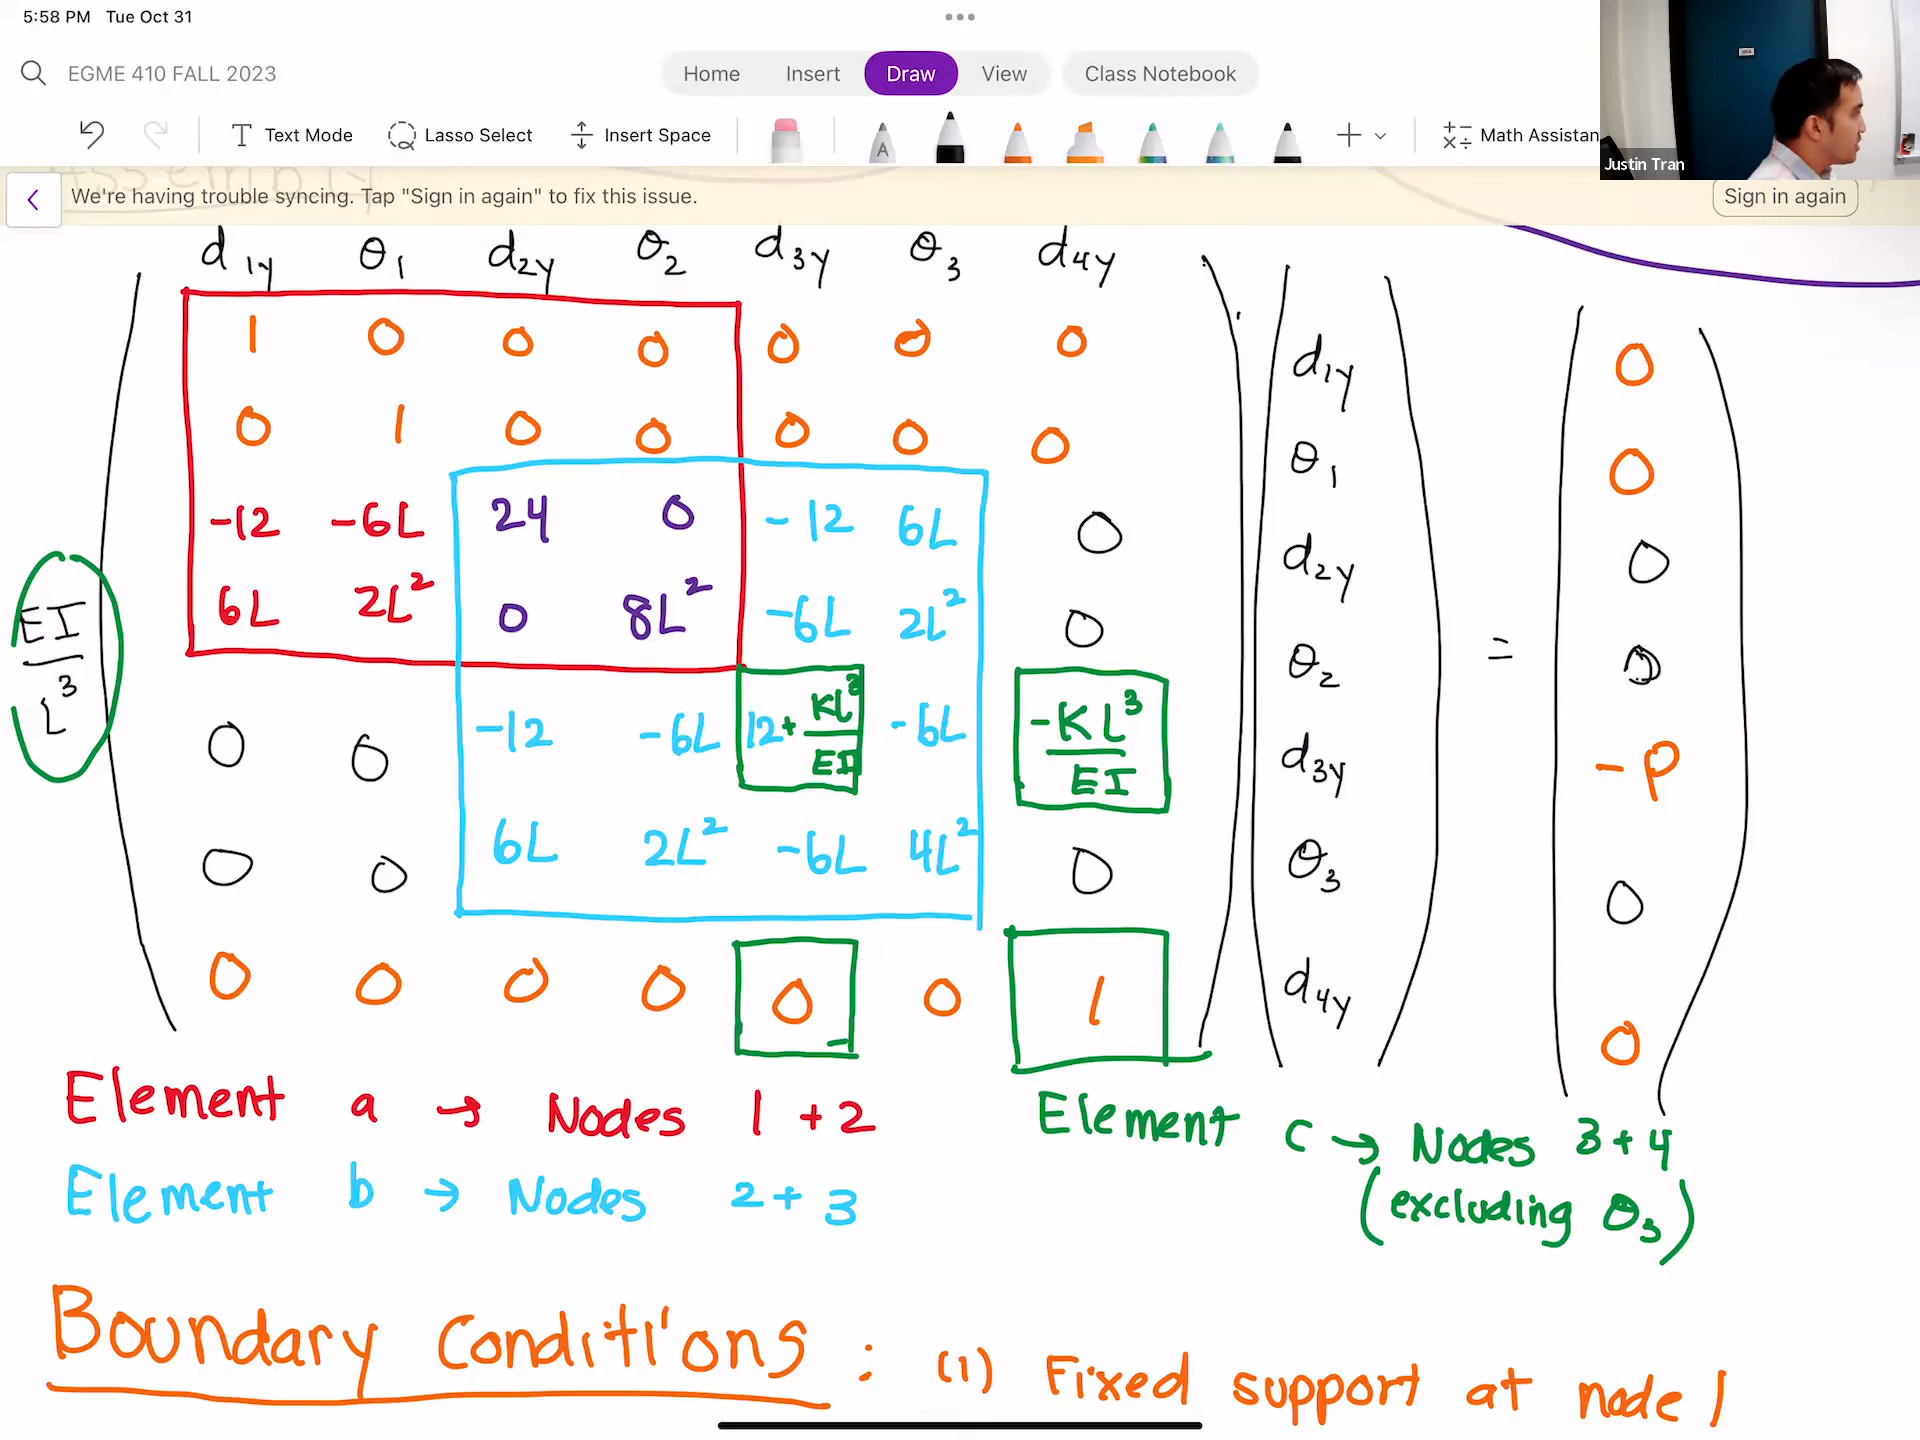 5:58 PM Tue Oct 31
EGME 410 FALL 2023
Home Insert Draw View Class Notebook
Text Mode Lasso Select Insert Space A Math Assistan
Justin Tran
Assembly
We're having trouble syncing. Tap "Sign in again" to fix this issue. Sign in again
d1y θ1 d2y θ2 d3y θ3 d4y
1 0 0 0 0 0 0 d1y 0
0 1 0 0 0 0 0 θ1 0
-12 -6L 24 0 -12 6L 0 d2y 0
EI/L³ 6L 2L² 0 8L² -6L 2L² 0 θ2 = 0
0 0 -12 -6L 12+ KL³/EI -6L -KL³/EI d3y -P
0 0 6L 2L² -6L 4L² 0 θ3 0
0 0 0 0 0 0 1 d4y 0
Element a → Nodes 1 + 2
Element b → Nodes 2 + 3
Element c → Nodes 3 + 4
(excluding θ3)
Boundary Conditions : (1) Fixed support at node 1